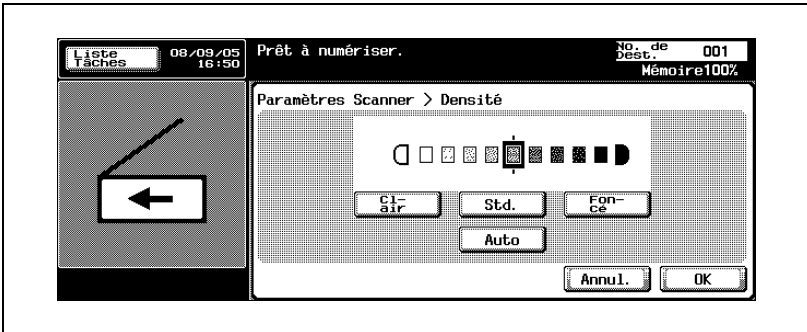 Liste
Tâches
08/09/05
16:50
Prêt à numériser.
No. de
Dest.
001
Mémoire100%
Paramètres Scanner > Densité
Cl-
air
Std.
Fon-
cé
Auto
Annul.
OK